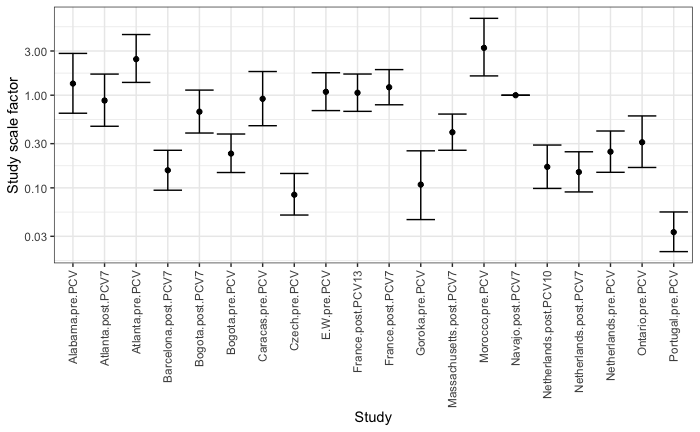 Study scale factor
3.00
1.00
0.30
0.10
0.03
Alabama.pre.PCV
Atlanta.post.PCV7
Atlanta.pre.PCV
Barcelona.post.PCV7
Bogota.post.PCV7
Bogota.pre.PCV
Caracas.pre.PCV
Czech.pre.PCV
E.W.pre.PCV
France.post.PCV13
France.post.PCV7
Goroka.pre.PCV
Massachusetts.post.PCV7
Morocco.pre.PCV
Navajo.post.PCV7
Netherlands.post.PCV10
Netherlands.post.PCV7
Netherlands.pre.PCV
Ontario.pre.PCV
Portugal.pre.PCV
Study